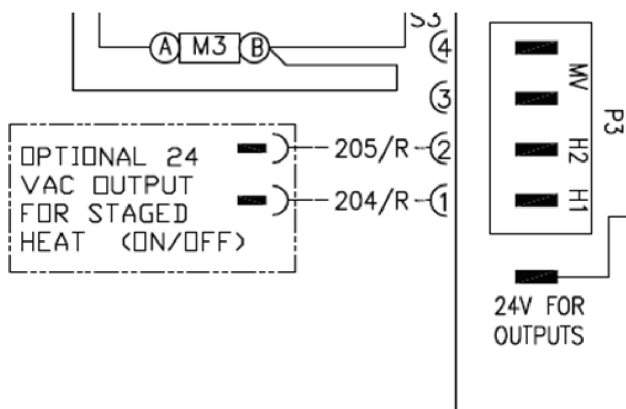 S3
A M3 B
4
3
OPTIONAL 24
VAC OUTPUT
FOR STAGED
HEAT (ON/OFF)
205/R 2
204/R 1
MV
H2
H1
P3
24V FOR
OUTPUTS